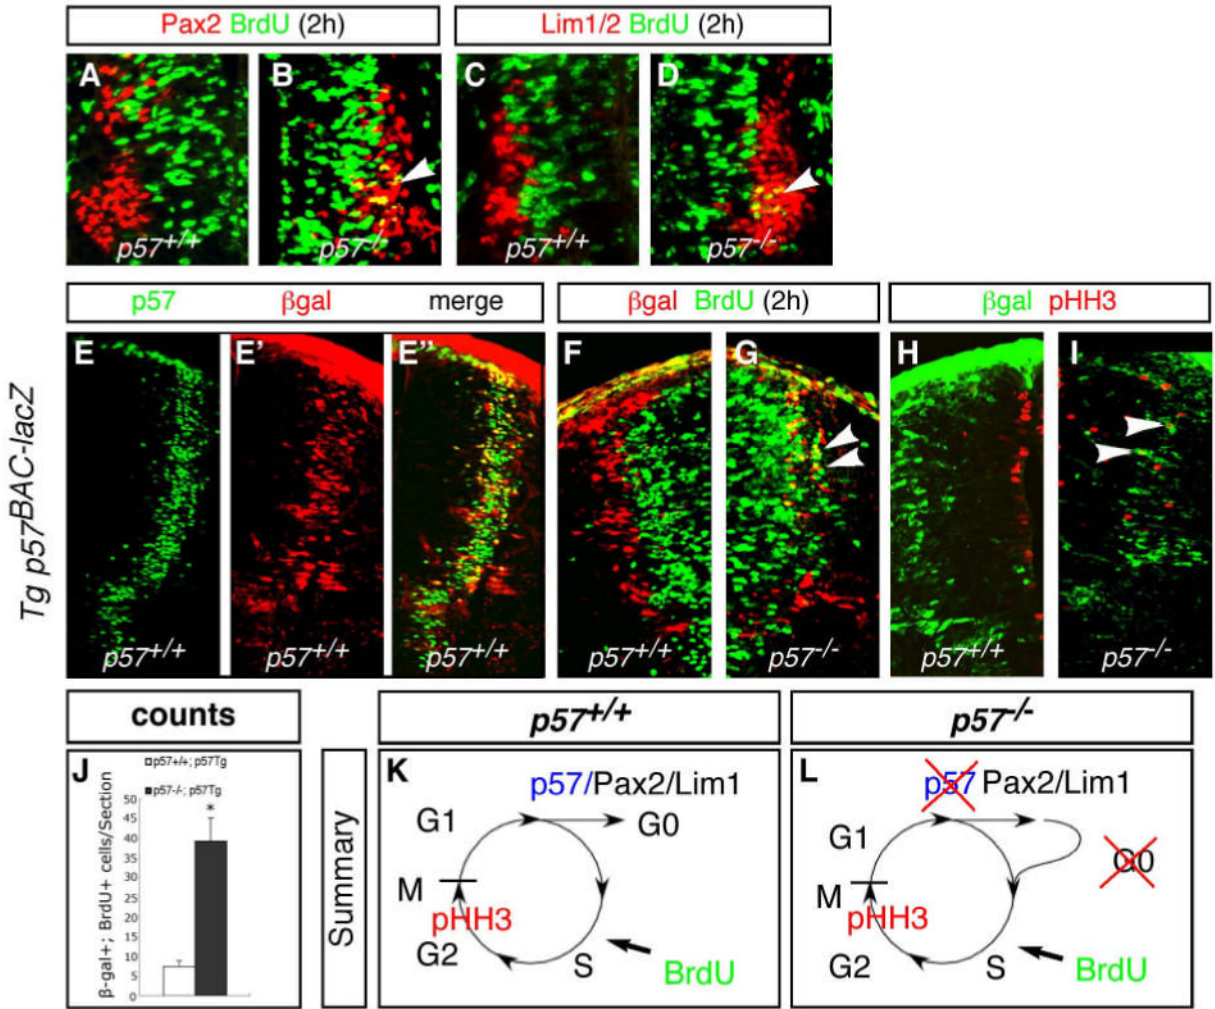 Pax2 BrdU (2h)
Lim1/2 BrdU (2h)
A
p57+/+
B
p57-/-
C
p57+/+
D
p57-/-
p57
βgal
merge
βgal BrdU (2h)
βgal pHH3
Tg p57BAC-lacZ
E
p57+/+
E'
p57+/+
E''
p57+/+
F
p57+/+
G
p57-/-
H
p57+/+
I
p57-/-
counts
J
p57+/+; p57Tg
p57-/-; p57Tg
β-gal+; BrdU+ cells/Section
50
45
40
35
30
25
20
15
10
5
0
*
Summary
p57+/+
K
p57/Pax2/Lim1
G1
G0
M
pHH3
G2
S
BrdU
p57-/-
L
p57 Pax2/Lim1
G1
G0
M
pHH3
G2
S
BrdU